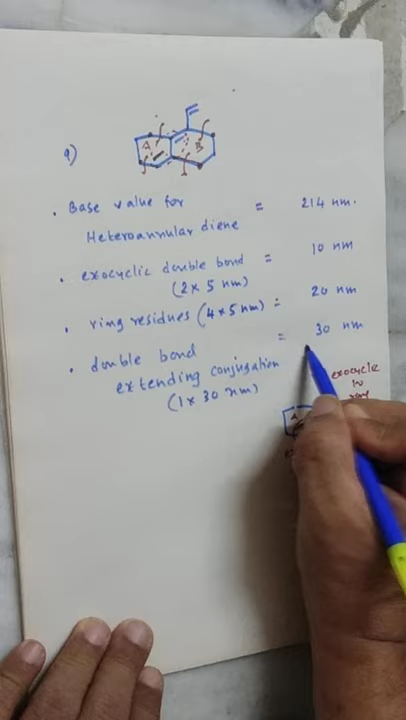 9)
A B
. Base value for = 214 nm.
Heteroannular diene
. exocyclic double bond = 10 nm
(2 x 5 nm)
. ring residues (4 x 5 nm) = 20 nm
. double bond = 30 nm
extending conjugation
(1 x 30 nm)
exocycle
to
ring
A